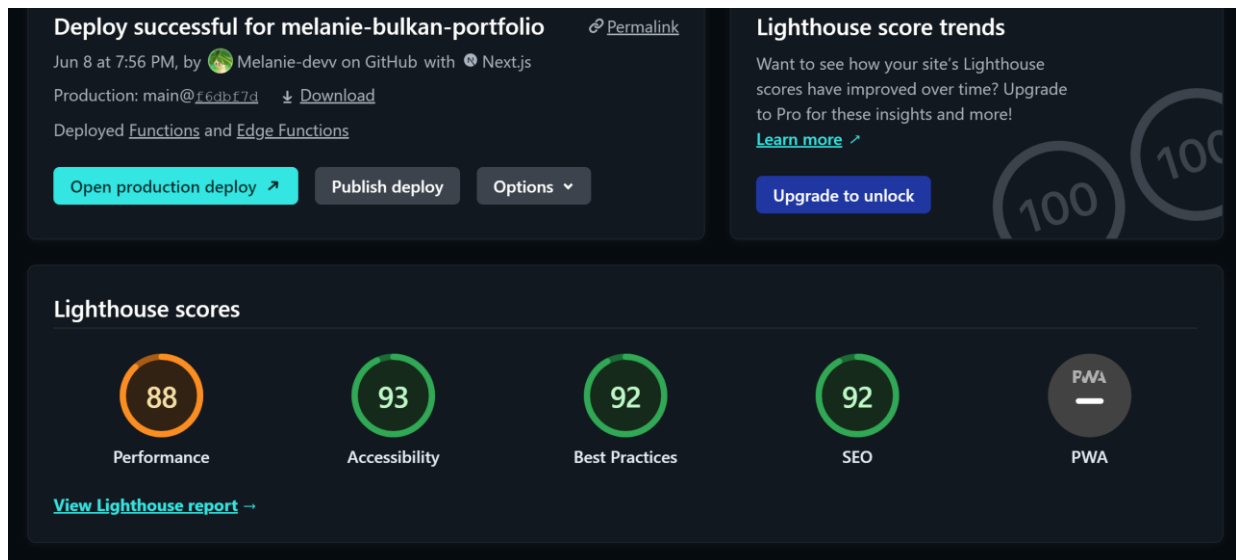 Deploy successful for melanie-bulkan-portfolio
Permalink
Jun 8 at 7:56 PM, by Melanie-devv on GitHub with Next.js
Production: main@f6dbf7d Download
Deployed Functions and Edge Functions
Open production deploy
Publish deploy
Options
Lighthouse score trends
Want to see how your site's Lighthouse
scores have improved over time? Upgrade
to Pro for these insights and more!
Learn more
Upgrade to unlock
100
100
Lighthouse scores
88
Performance
93
Accessibility
92
Best Practices
92
SEO
PWA
PWA
View Lighthouse report →